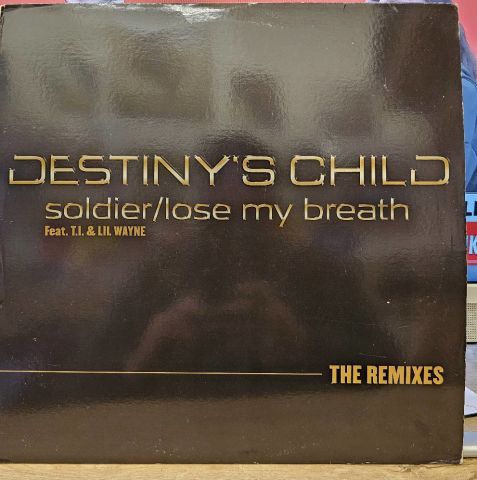 DESTINY'S CHILD
soldier/lose my breath
Feat. T.I. & LIL WAYNE
THE REMIXES